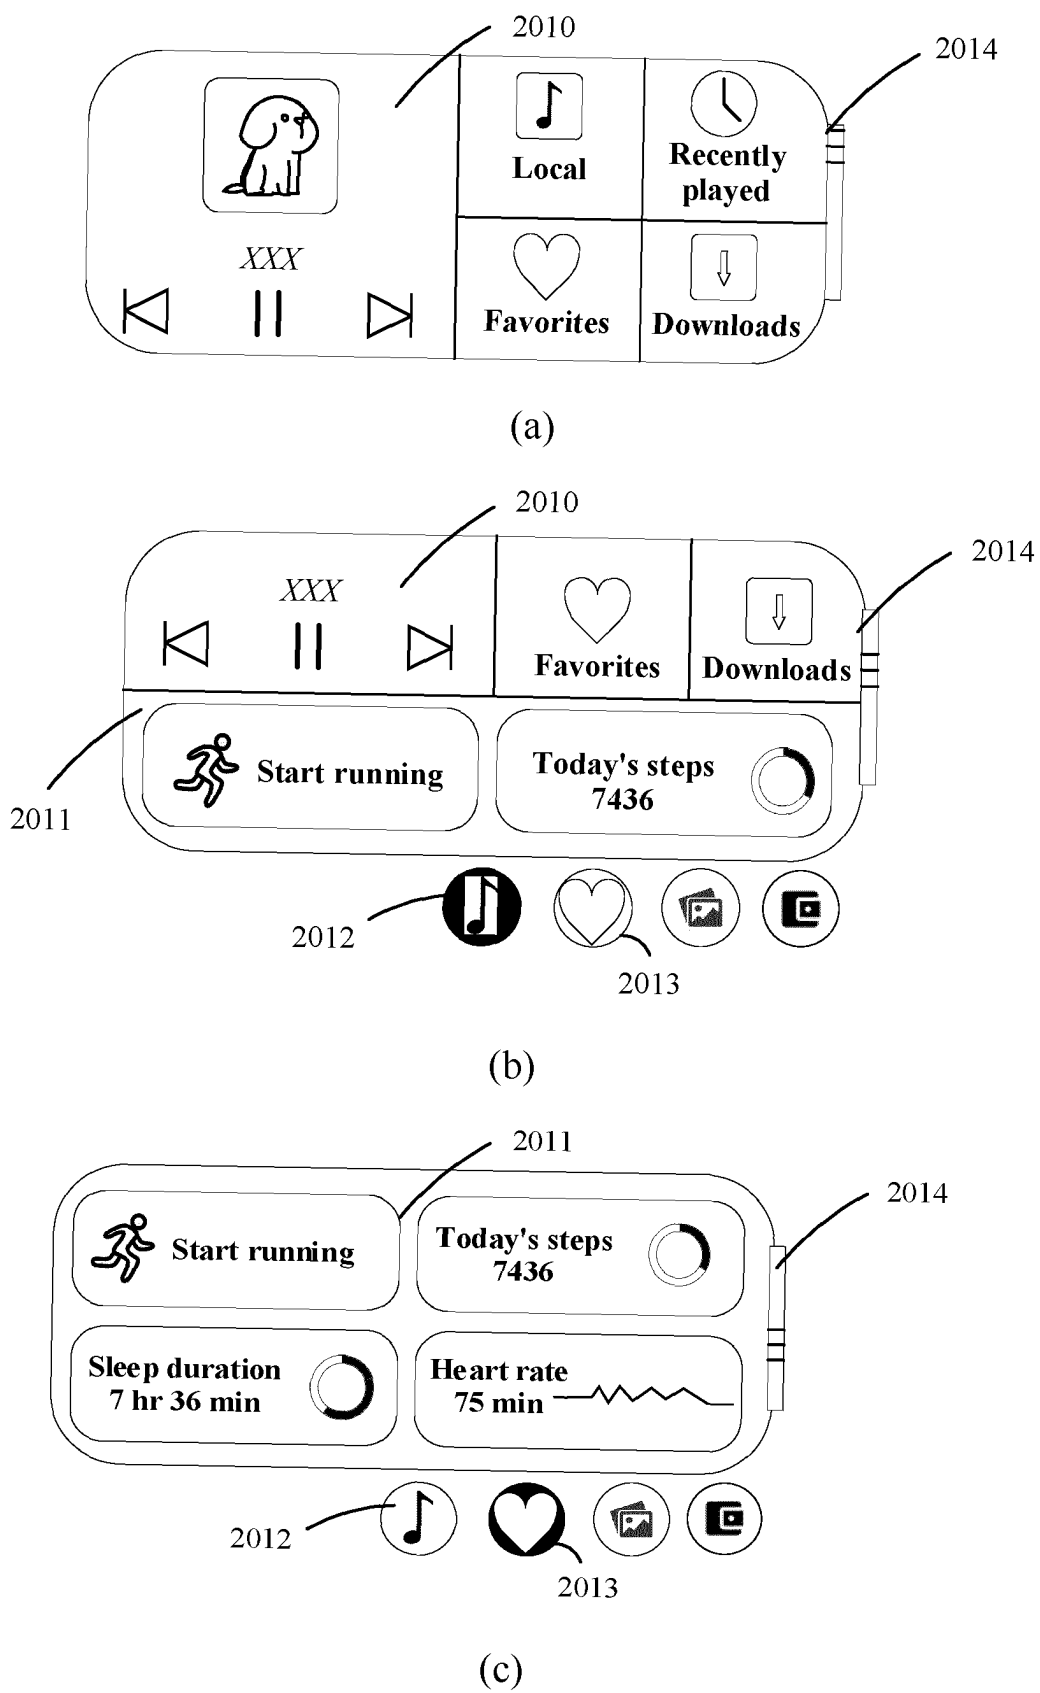 2010
2014
Local
Recently
played
XXX
Favorites
Downloads
(a)
2010
2014
XXX
Favorites
Downloads
2011
Start running
Today's steps
7436
2012
2013
(b)
2011
2014
Start running
Today's steps
7436
Sleep duration
7 hr 36 min
Heart rate
75 min
2012
2013
(c)